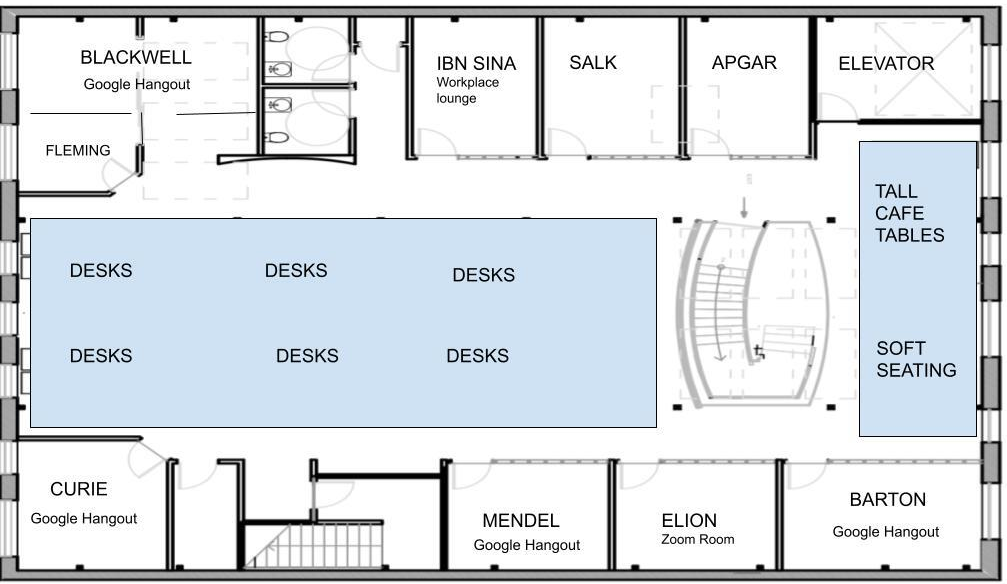 BLACKWELL
Google Hangout
FLEMING
IBN SINA
Workplace
lounge
SALK
APGAR
ELEVATOR
TALL
CAFE
TABLES
DESKS
DESKS
DESKS
DESKS
DESKS
DESKS
SOFT
SEATING
CURIE
Google Hangout
MENDEL
Google Hangout
ELION
Zoom Room
BARTON
Google Hangout